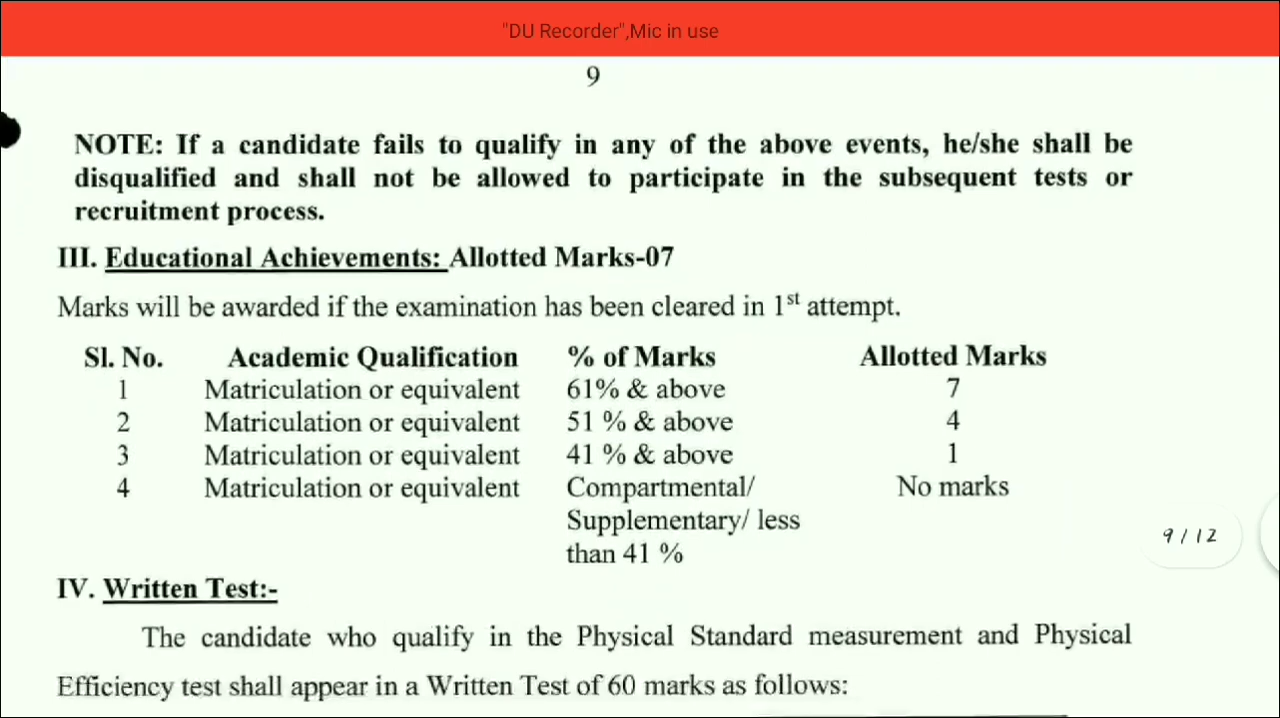 "DU Recorder",Mic in use
9
NOTE: If a candidate fails to qualify in any of the above events, he/she shall be
disqualified and shall not be allowed to participate in the subsequent tests or
recruitment process.
III. Educational Achievements: Allotted Marks-07
Marks will be awarded if the examination has been cleared in 1st attempt.
Sl. No. Academic Qualification % of Marks Allotted Marks
1 Matriculation or equivalent 61% & above 7
2 Matriculation or equivalent 51 % & above 4
3 Matriculation or equivalent 41 % & above 1
4 Matriculation or equivalent Compartmental/ No marks
Supplementary/ less
9 / 12
than 41 %
IV. Written Test:-
The candidate who qualify in the Physical Standard measurement and Physical
Efficiency test shall appear in a Written Test of 60 marks as follows: